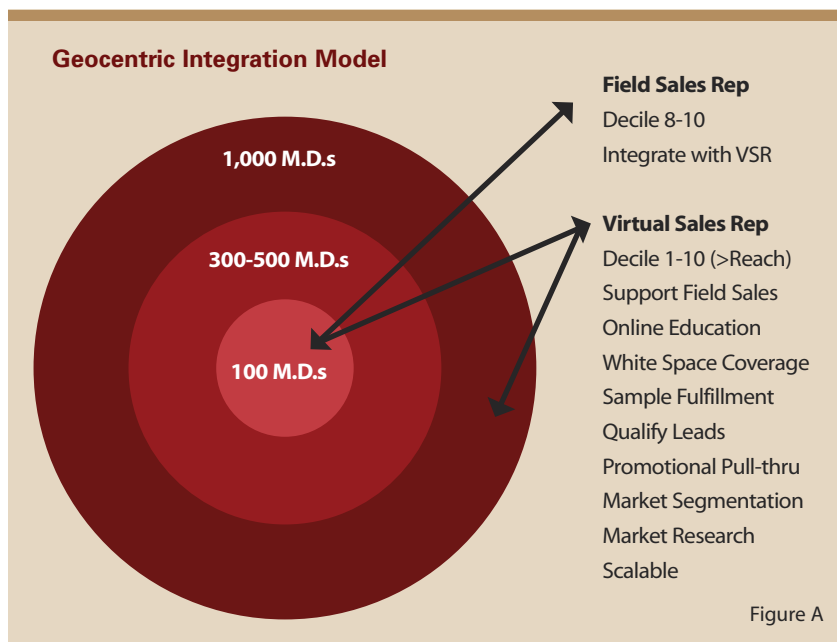 Geocentric Integration Model
1,000 M.D.s
300-500 M.D.s
100 M.D.s
Field Sales Rep
Decile 8-10
Integrate with VSR
Virtual Sales Rep
Decile 1-10 (>Reach)
Support Field Sales
Online Education
White Space Coverage
Sample Fulfillment
Qualify Leads
Promotional Pull-thru
Market Segmentation
Market Research
Scalable
Figure A